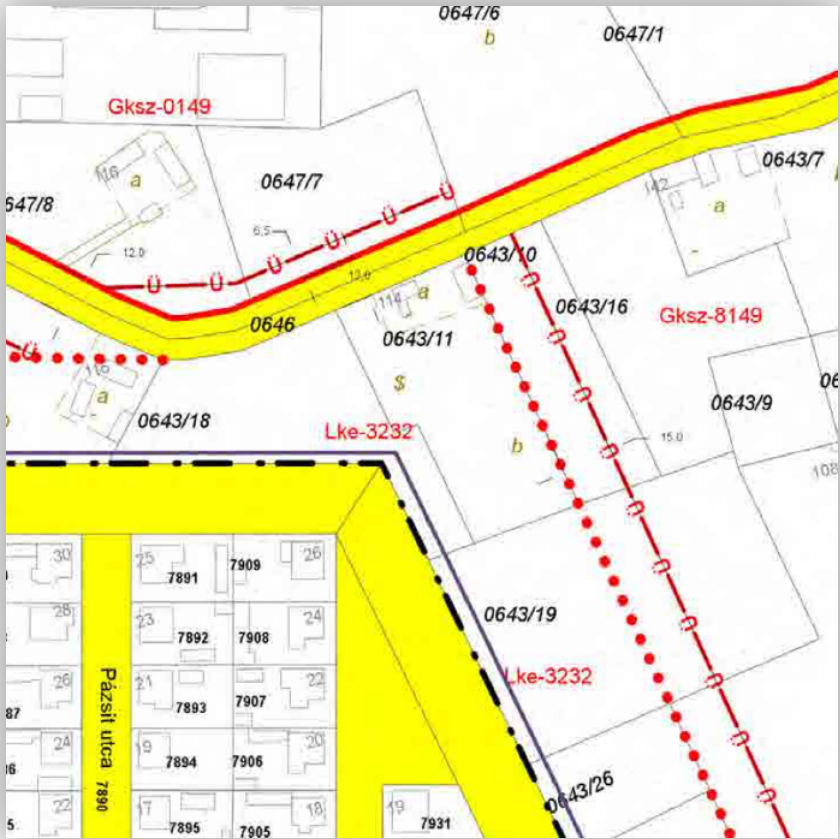 0647/6
b
0647/1
Gksz-0149
116
a
0647/7
0643/7
647/8
142
a
6.5
12.0
Ü
Ü
Ü
Ü
Ü
Ü
0643/10
Ü
12.0
114
a
0643/16
0646
0643/11
Gksz-8149
Ü
Ü
116
a
$
Ü
0643/9
0643/18
Lke-3232
b
Ü
15.0
108
Ü
30
25
7891
7909
26
Ü
28
23
7892
7908
24
0643/19
Ü
26
21
7893
7907
22
Lke-3232
Ü
87
Pázsit utca
7890
24
19
7894
7906
20
Ü
0643/26
22
17
7895
7905
18
19
7931
Ü